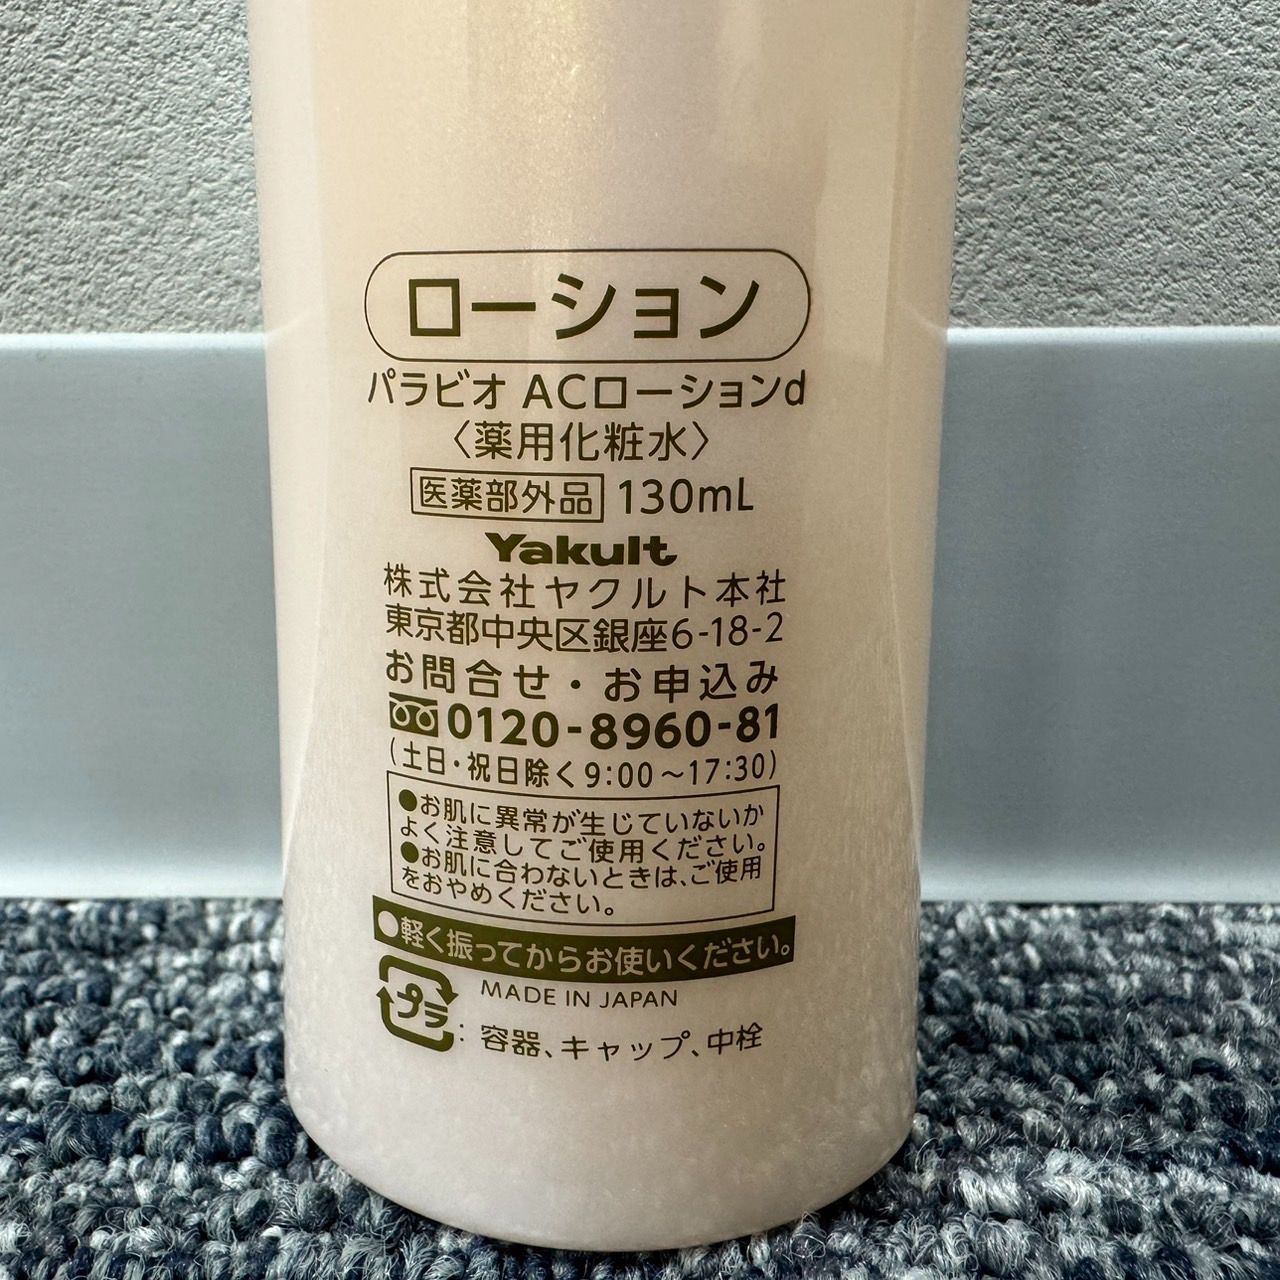 ローション
パラビオ ACローションd
〈薬用化粧水〉
医薬部外品 130mL
Yakult
株式会社ヤクルト本社
東京都中央区銀座6-18-2
お問合せ・お申込み
0120-8960-81
(土日・祝日除く9:00~17:30)
●お肌に異常が生じていないか
よく注意してご使用ください。
●お肌に合わないときは、ご使用
をおやめください。
●軽く振ってからお使いください。
MADE IN JAPAN
プラ : 容器、キャップ、中栓